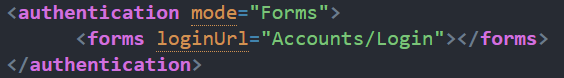 <authentication mode="Forms">
<forms loginUrl="Accounts/Login"></forms>
</authentication>